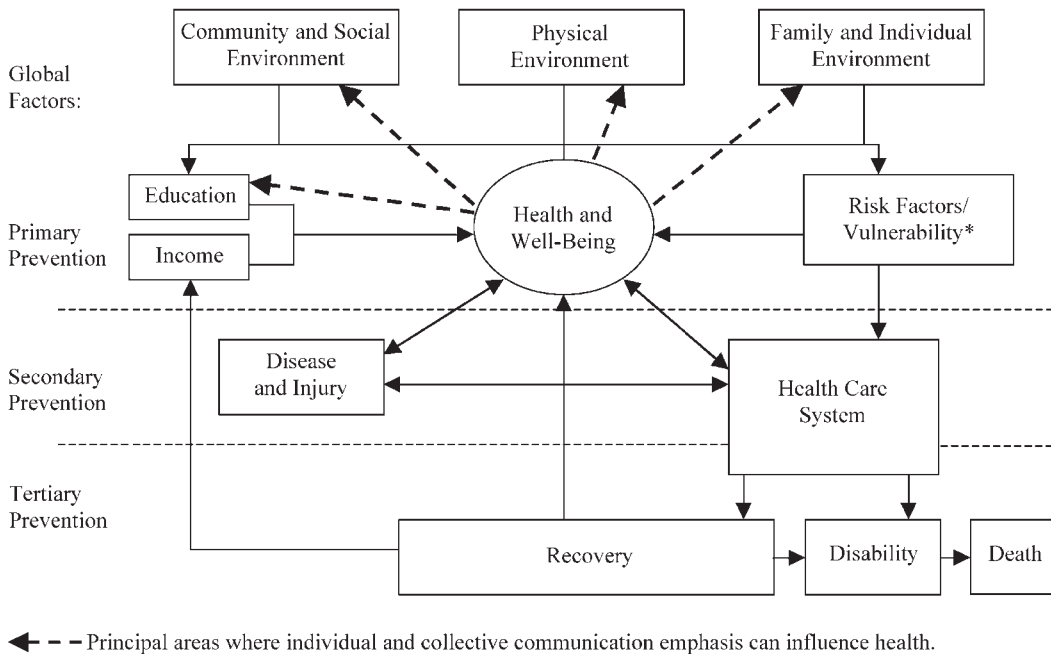 Community and Social
Environment
Physical
Environment
Family and Individual
Environment
Global
Factors:
Education
Health and
Well-Being
Risk Factors/
Vulnerability*
Primary
Prevention
Income
Disease
and Injury
Health Care
System
Secondary
Prevention
Tertiary
Prevention
Recovery
Disability
Death
Principal areas where individual and collective communication emphasis can influence health.